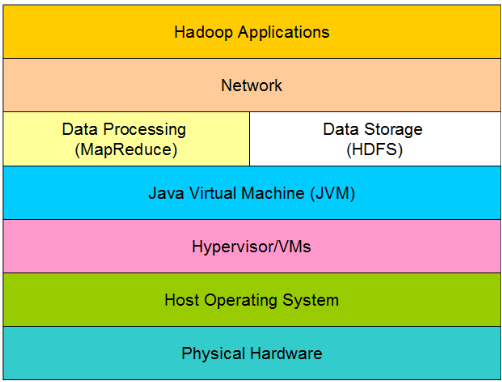 Hadoop Applications
Network
Data Processing
(MapReduce)
Data Storage
(HDFS)
Java Virtual Machine (JVM)
Hypervisor/VMs
Host Operating System
Physical Hardware